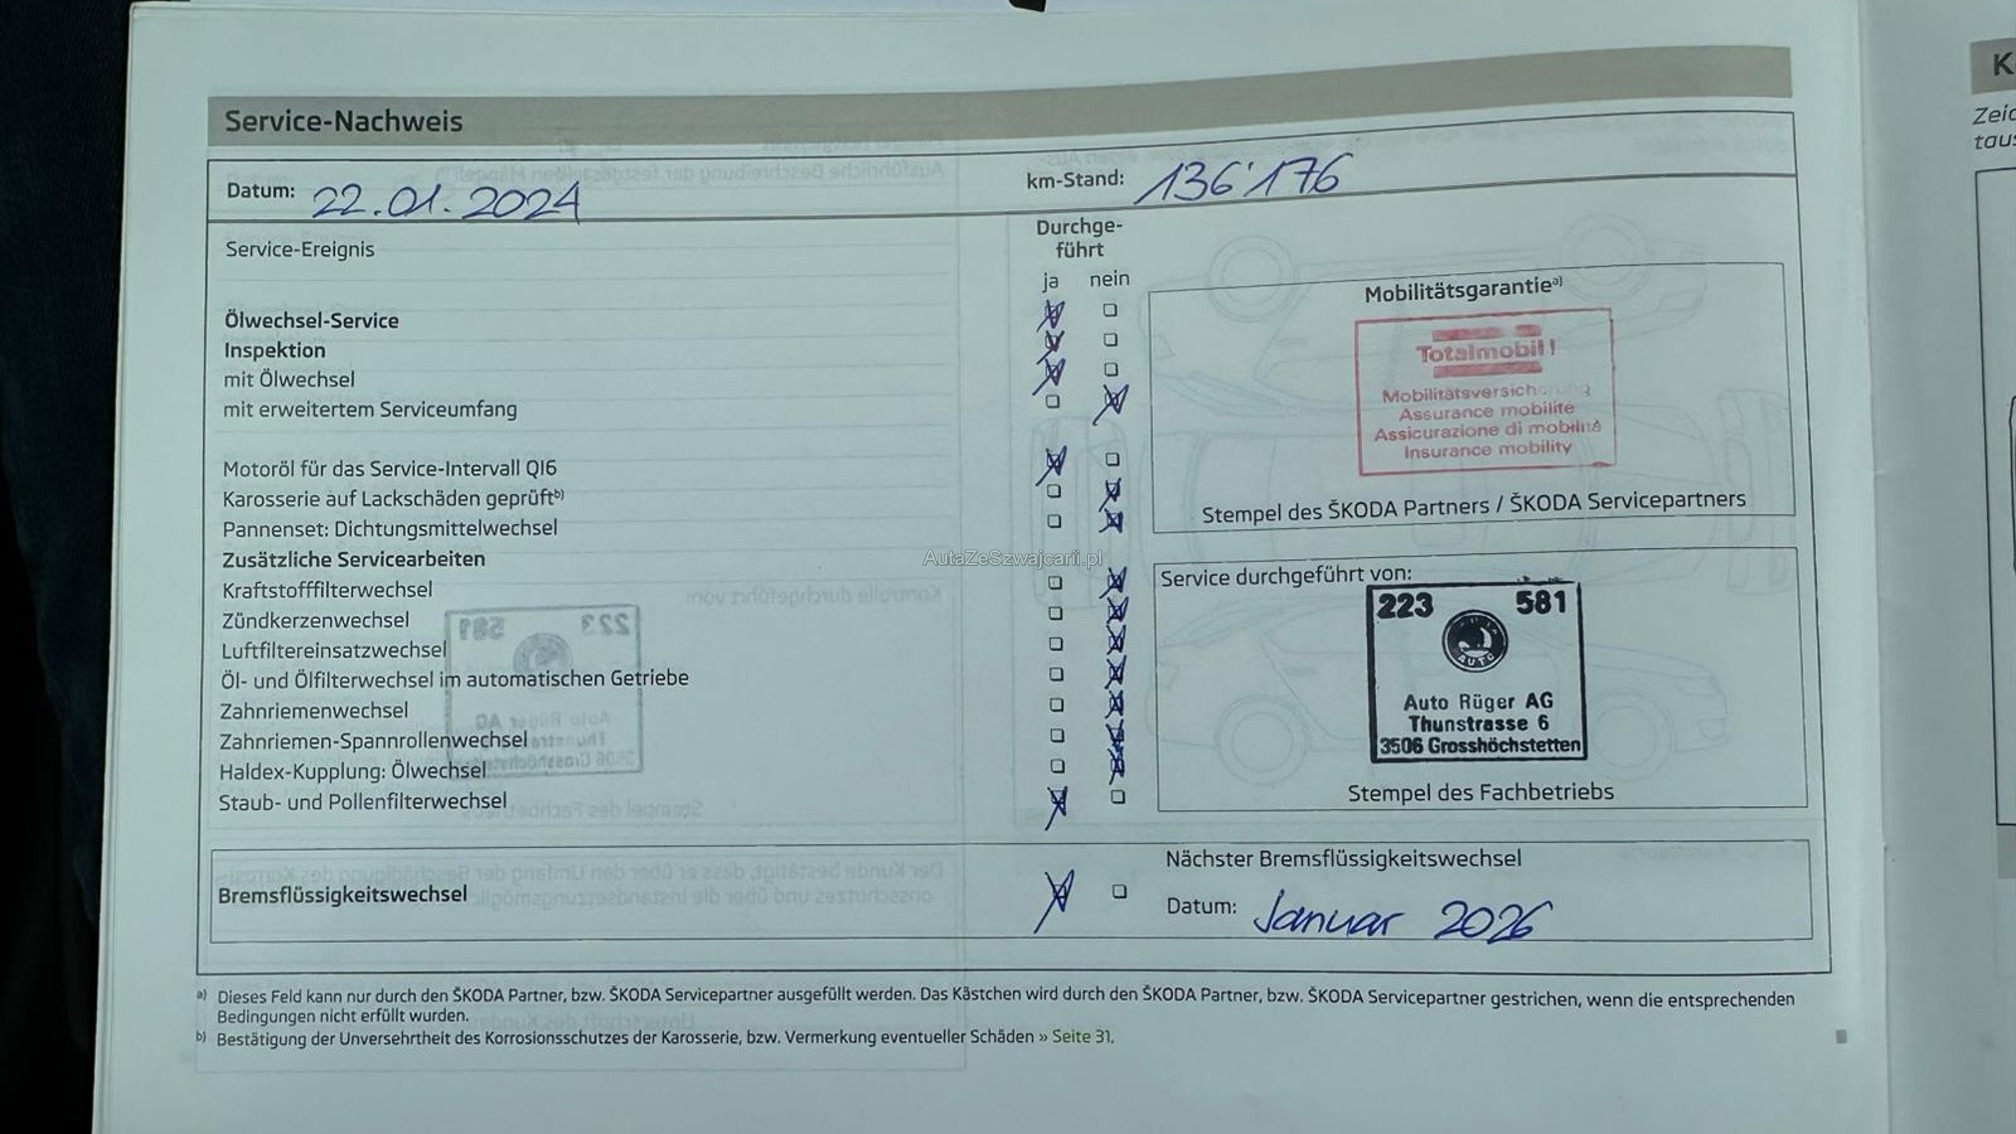 Service-Nachweis
Datum: 22.01.2024
km-Stand: 136'176
Service-Ereignis
Durchge-
führt
ja nein
Ölwechsel-Service
Inspektion
mit Ölwechsel
mit erweitertem Serviceumfang
Motoröl für das Service-Intervall QI6
Karosserie auf Lackschäden geprüft b)
Pannenset: Dichtungsmittelwechsel
Zusätzliche Servicearbeiten
Kraftstofffilterwechsel
Zündkerzenwechsel
Luftfiltereinsatzwechsel
Öl- und Ölfilterwechsel im automatischen Getriebe
Zahnriemenwechsel
Zahnriemen-Spannrollenwechsel
Haldex-Kupplung: Ölwechsel
Staub- und Pollenfilterwechsel
Mobilitätsgarantie a)
Totalmobil!
Assurance mobilité
Assicurazione di mobilità
Insurance mobility
Stempel des ŠKODA Partners / ŠKODA Servicepartners
AutaZeSzwajcarii.pl
Service durchgeführt von:
223 581
AUTO
Auto Rüger AG
Thunstrasse 6
3506 Grosshöchstetten
Stempel des Fachbetriebs
Bremsflüssigkeitswechsel
Nächster Bremsflüssigkeitswechsel
Datum: Januar 2026
a) Dieses Feld kann nur durch den ŠKODA Partner, bzw. ŠKODA Servicepartner ausgefüllt werden. Das Kästchen wird durch den ŠKODA Partner, bzw. ŠKODA Servicepartner gestrichen, wenn die entsprechenden
Bedingungen nicht erfüllt wurden.
b) Bestätigung der Unversehrtheit des Korrosionsschutzes der Karosserie, bzw. Vermerkung eventueller Schäden » Seite 31.